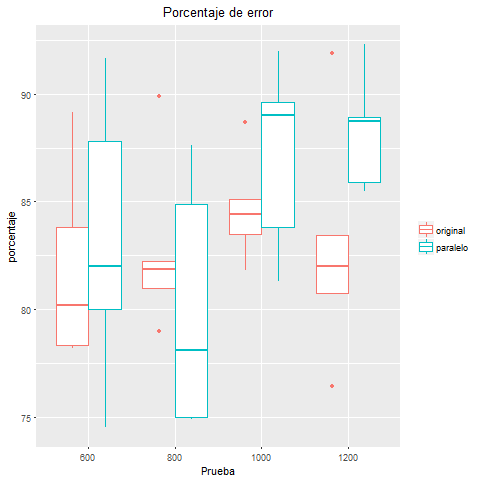 Porcentaje de error
porcentaje
90
85
80
75
600 800 1000 1200
Prueba
original
paralelo